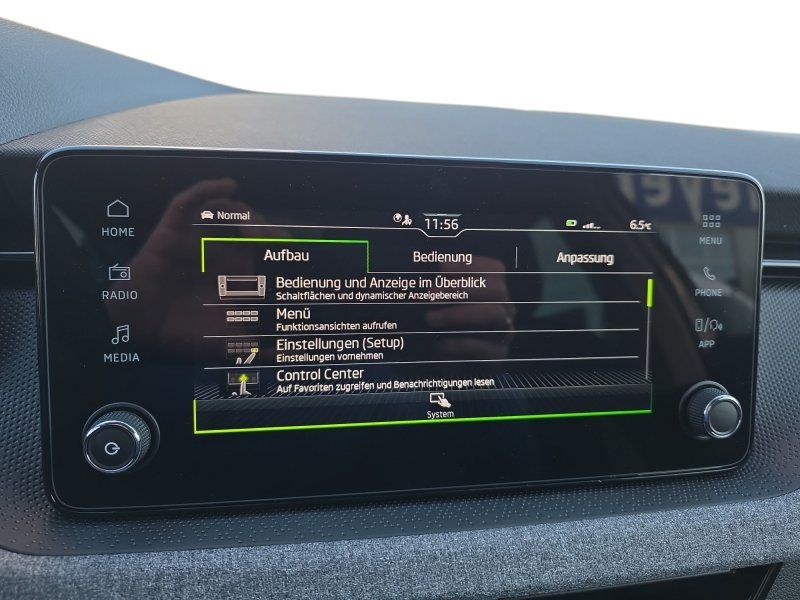 Normal
11:56
6.5°C
HOME
RADIO
MEDIA
MENU
PHONE
APP
Aufbau
Bedienung
Anpassung
Bedienung und Anzeige im Überblick
Schaltflächen und dynamischer Anzeigebereich
Menü
Funktionsansichten aufrufen
Einstellungen (Setup)
Einstellungen vornehmen
Control Center
Auf Favoriten zugreifen und Benachrichtigungen lesen
System